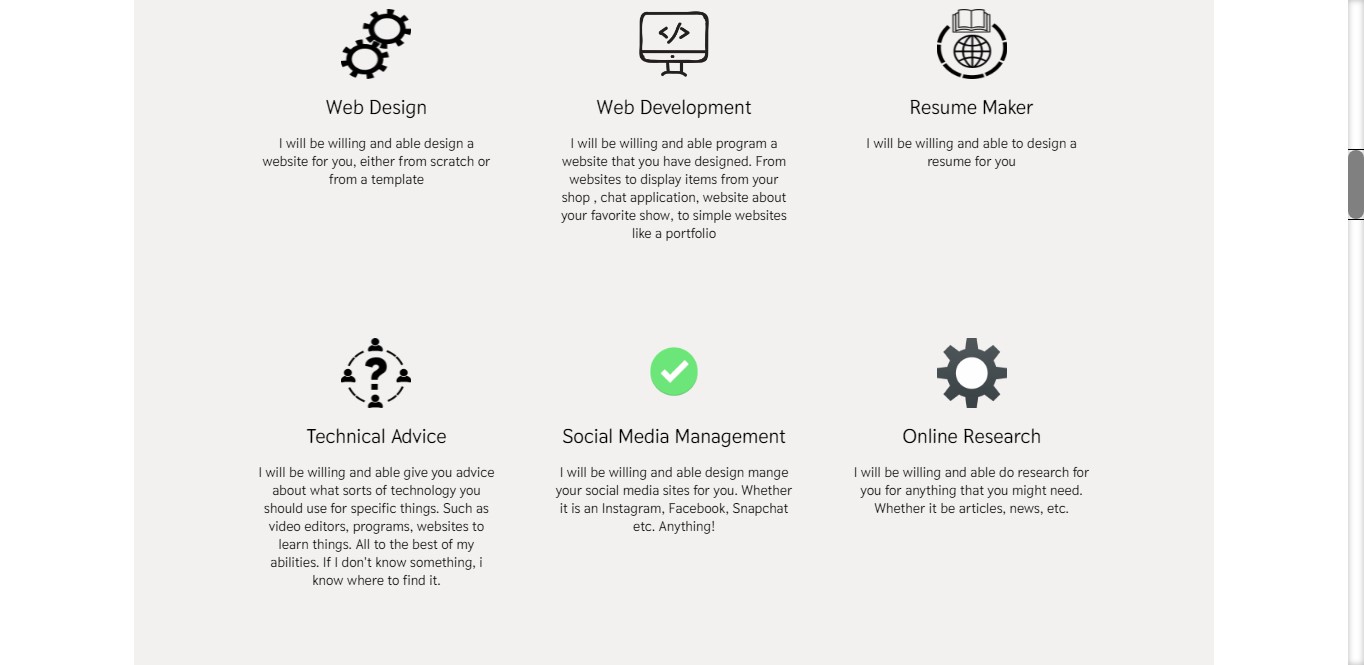 </>
Web Design
I will be willing and able design a
website for you, either from scratch or
from a template
Web Development
I will be willing and able program a
website that you have designed. From
websites to display items from your
shop , chat application, website about
your favorite show, to simple websites
like a portfolio
Resume Maker
I will be willing and able to design a
resume for you
?
Technical Advice
I will be willing and able give you advice
about what sorts of technology you
should use for specific things. Such as
video editors, programs, websites to
learn things. All to the best of my
abilities. If I don't know something, i
know where to find it.
Social Media Management
I will be willing and able design mange
your social media sites for you. Whether
it is an Instagram, Facebook, Snapchat
etc. Anything!
Online Research
I will be willing and able do research for
you for anything that you might need.
Whether it be articles, news, etc.